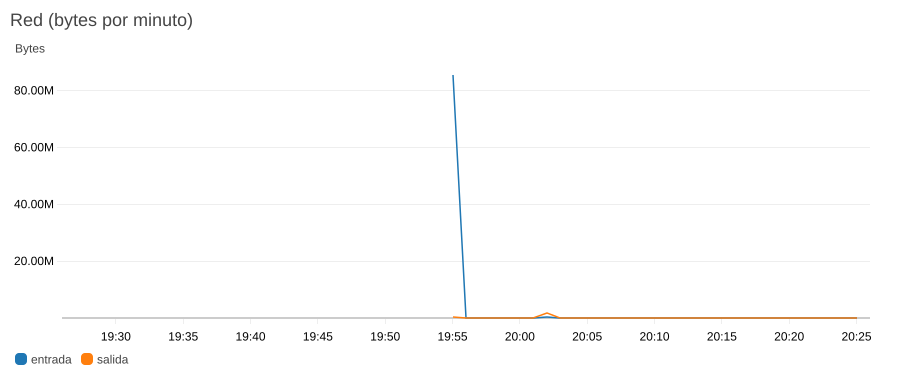 Red (bytes por minuto)
Bytes
80.00M
60.00M
40.00M
20.00M
19:30 19:35 19:40 19:45 19:50 19:55 20:00 20:05 20:10 20:15 20:20 20:25
entrada salida